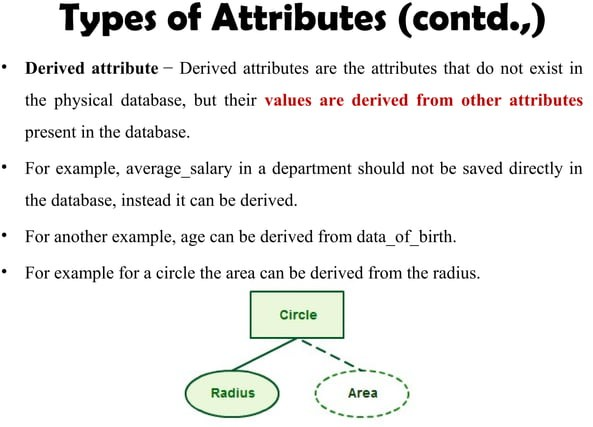 Types of Attributes (contd.,)
• Derived attribute − Derived attributes are the attributes that do not exist in
the physical database, but their values are derived from other attributes
present in the database.
• For example, average_salary in a department should not be saved directly in
the database, instead it can be derived.
• For another example, age can be derived from data_of_birth.
• For example for a circle the area can be derived from the radius.
Circle
Radius
Area